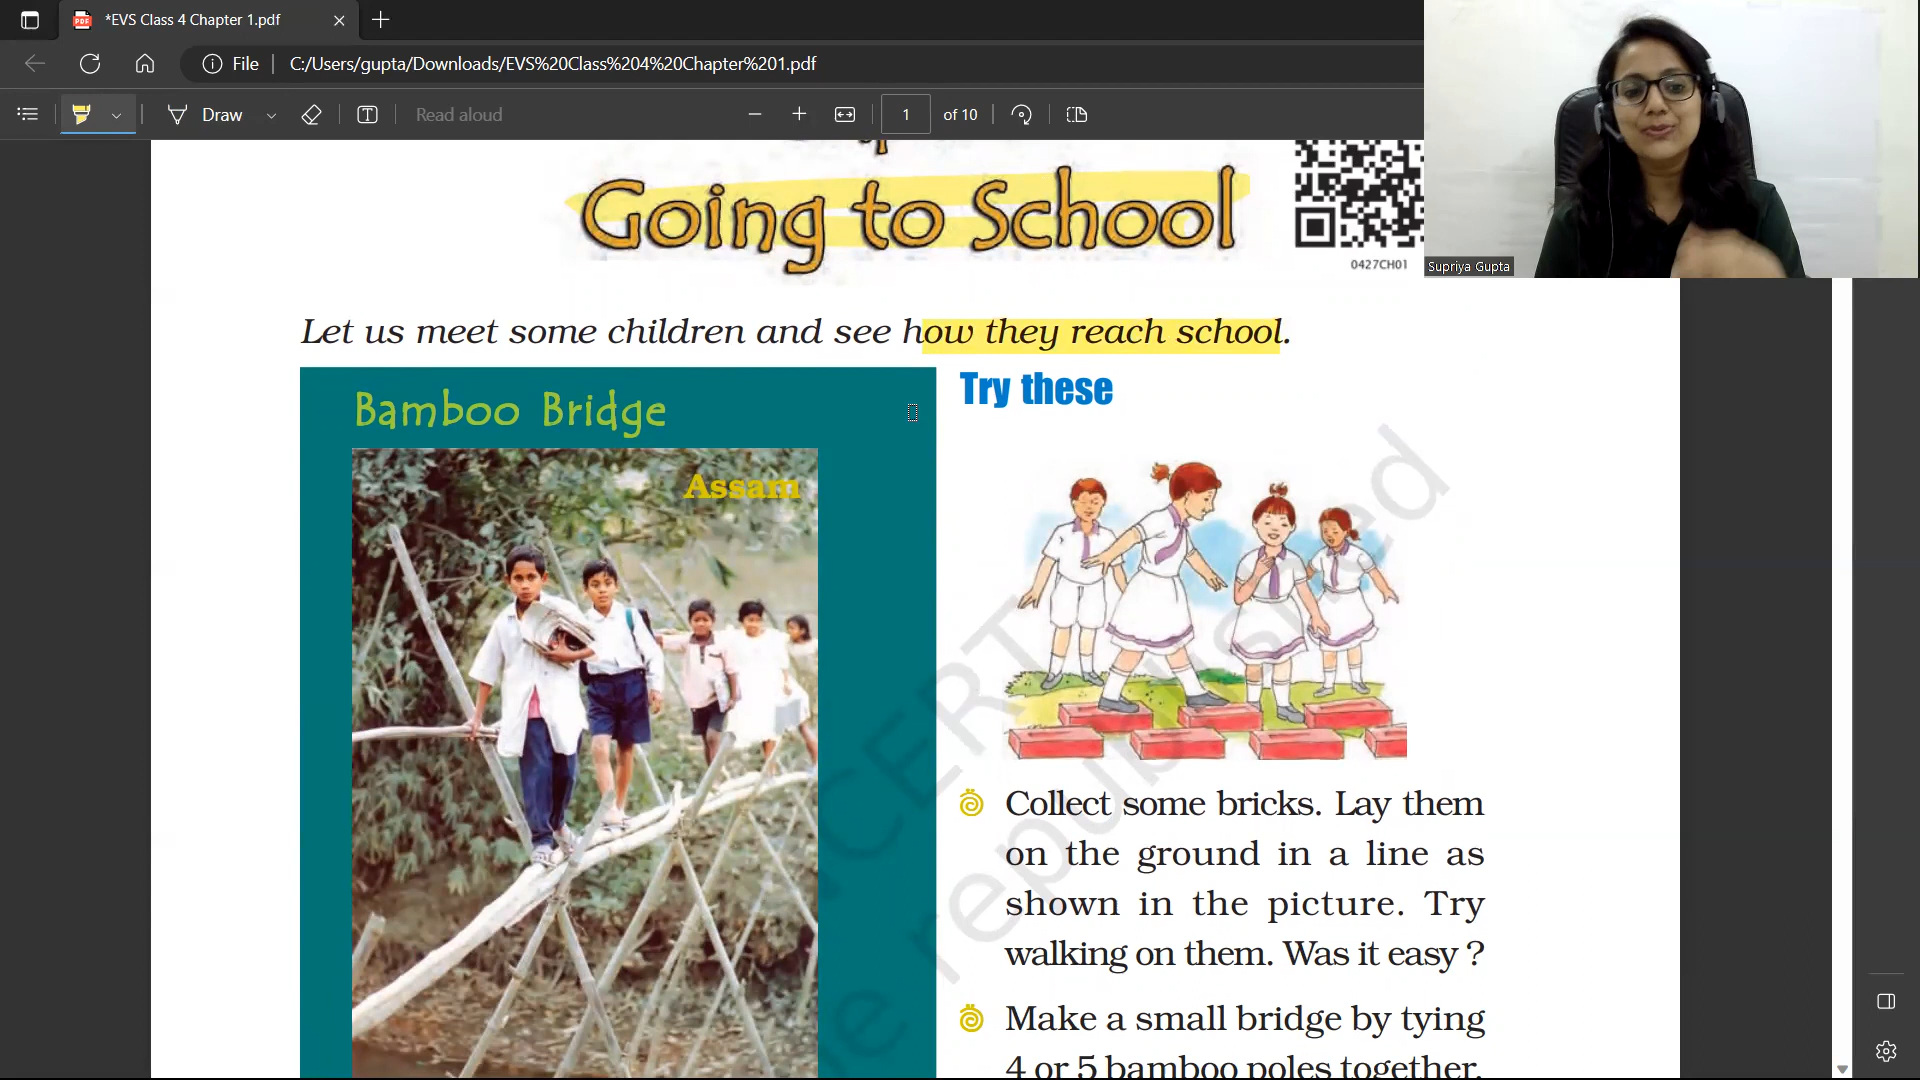 *EVS Class 4 Chapter 1.pdf
File
C:/Users/gupta/Downloads/EVS%20Class%204%20Chapter%201.pdf
Draw
Read aloud
1 of 10
Going to School
0427CH01
Supriya Gupta
Let us meet some children and see how they reach school.
Bamboo Bridge
Assam
Try these
Collect some bricks. Lay them
on the ground in a line as
shown in the picture. Try
walking on them. Was it easy ?
Make a small bridge by tying
4 or 5 bamboo poles together.
NCERT
be republished